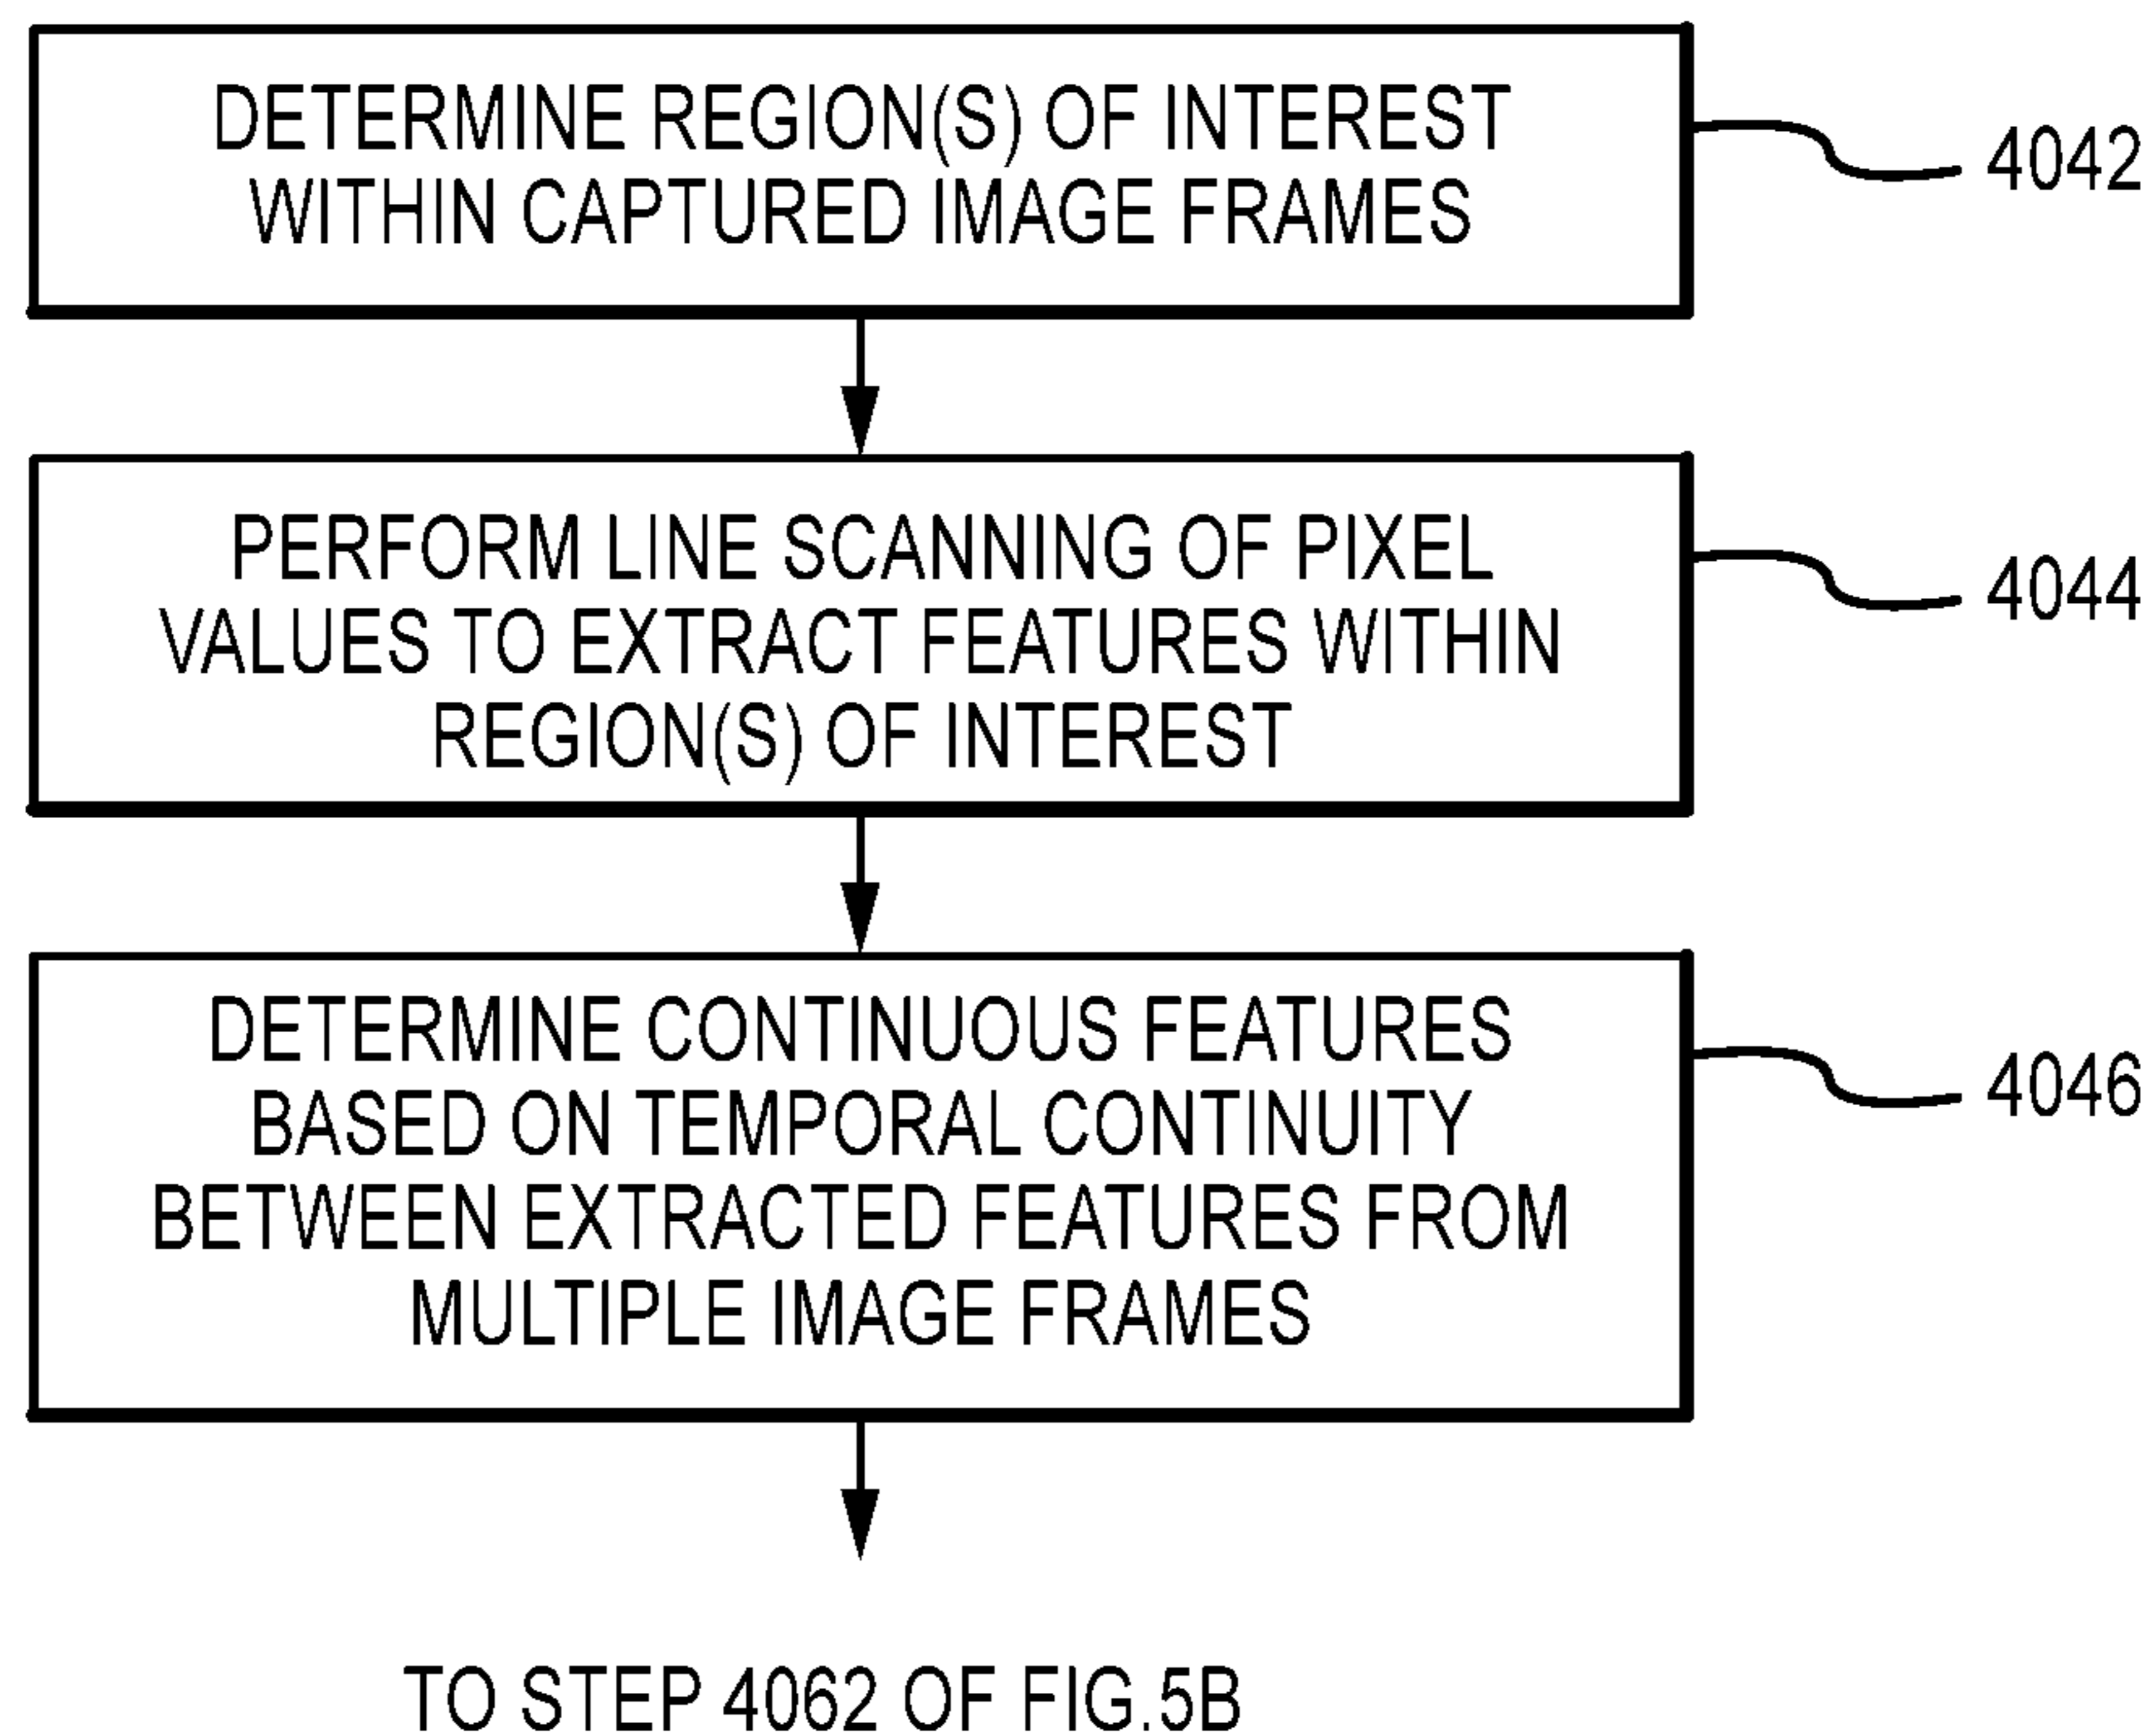 DETERMINE REGION(S) OF INTEREST
WITHIN CAPTURED IMAGE FRAMES
4042
PERFORM LINE SCANNING OF PIXEL
VALUES TO EXTRACT FEATURES WITHIN
REGION(S) OF INTEREST
4044
DETERMINE CONTINUOUS FEATURES
BASED ON TEMPORAL CONTINUITY
BETWEEN EXTRACTED FEATURES FROM
MULTIPLE IMAGE FRAMES
4046
TO STEP 4062 OF FIG.5B